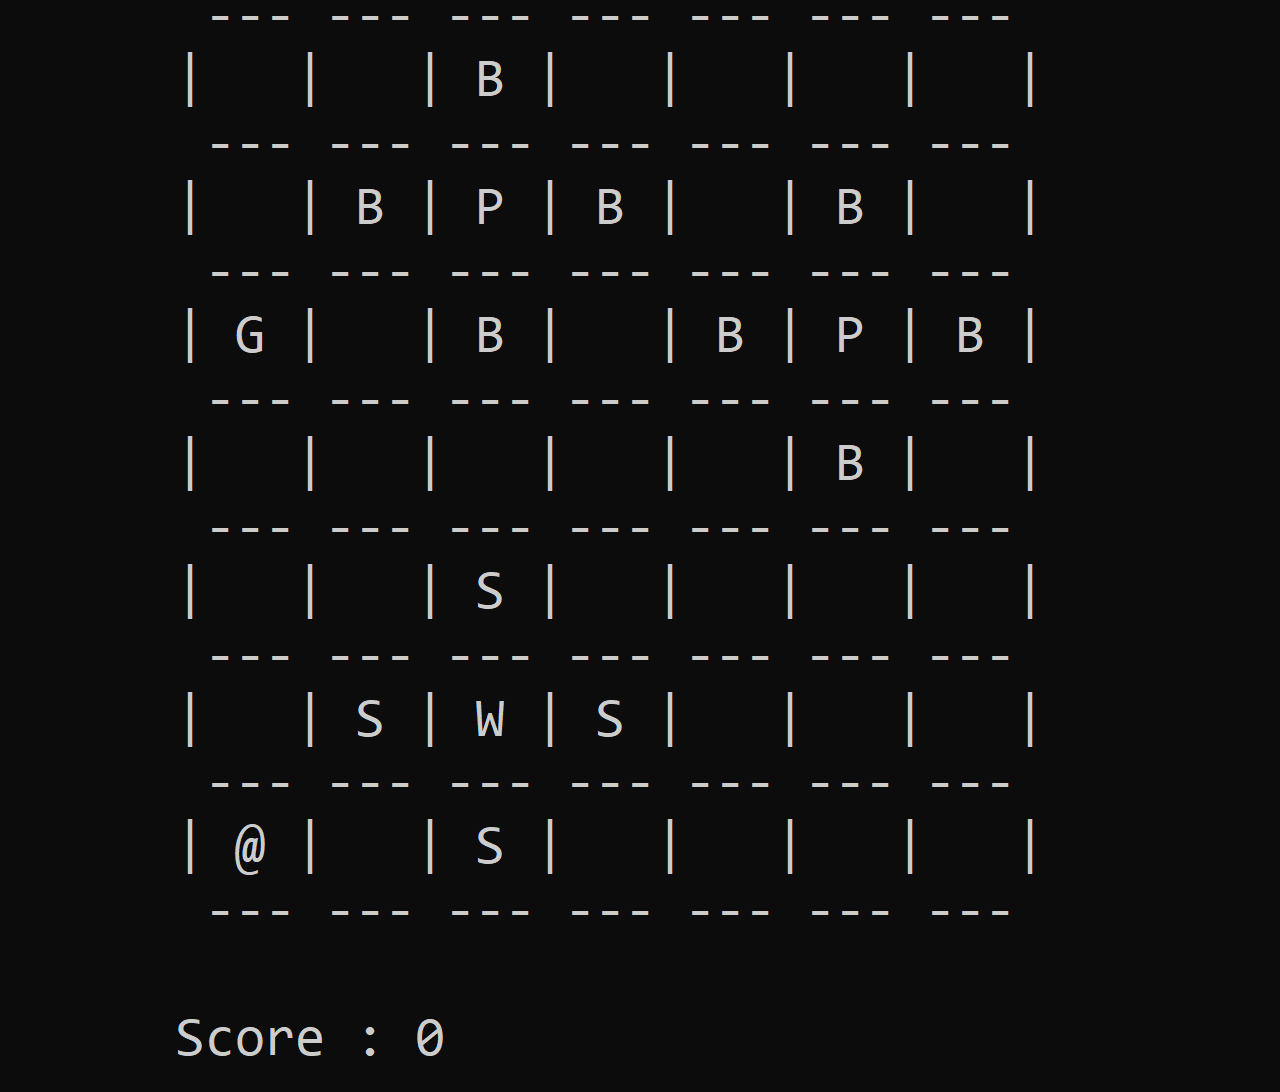 --- --- --- --- --- --- ---
|   |   | B |   |   |   |   |
 --- --- --- --- --- --- ---
|   | B | P | B |   | B |   |
 --- --- --- --- --- --- ---
| G |   | B |   | B | P | B |
 --- --- --- --- --- --- ---
|   |   |   |   |   | B |   |
 --- --- --- --- --- --- ---
|   |   | S |   |   |   |   |
 --- --- --- --- --- --- ---
|   | S | W | S |   |   |   |
 --- --- --- --- --- --- ---
| @ |   | S |   |   |   |   |
 --- --- --- --- --- --- ---
Score : 0